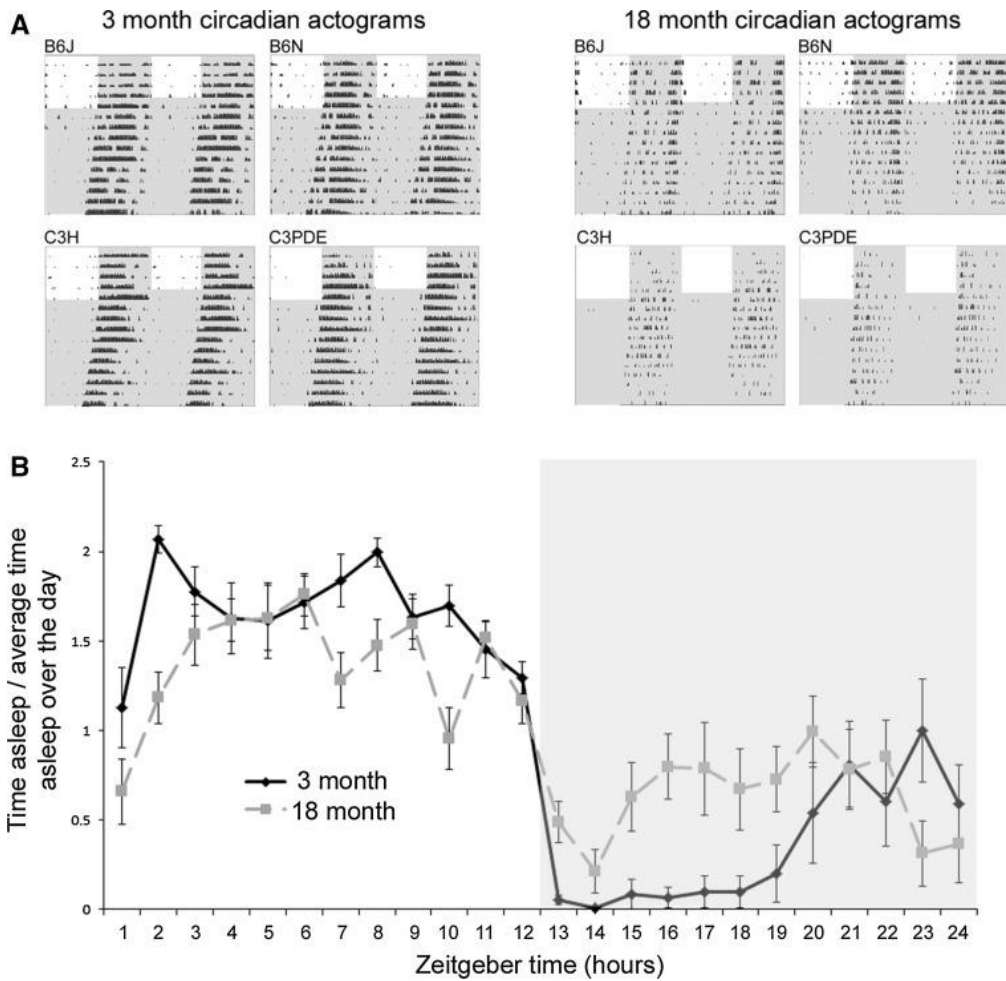 A
3 month circadian actograms
18 month circadian actograms
B6J
B6N
B6J
B6N
C3H
C3PDE
C3H
C3PDE
B
2.5
2
1.5
1
0.5
0
Time asleep / average time
asleep over the day
3 month
18 month
1 2 3 4 5 6 7 8 9 10 11 12 13 14 15 16 17 18 19 20 21 22 23 24
Zeitgeber time (hours)